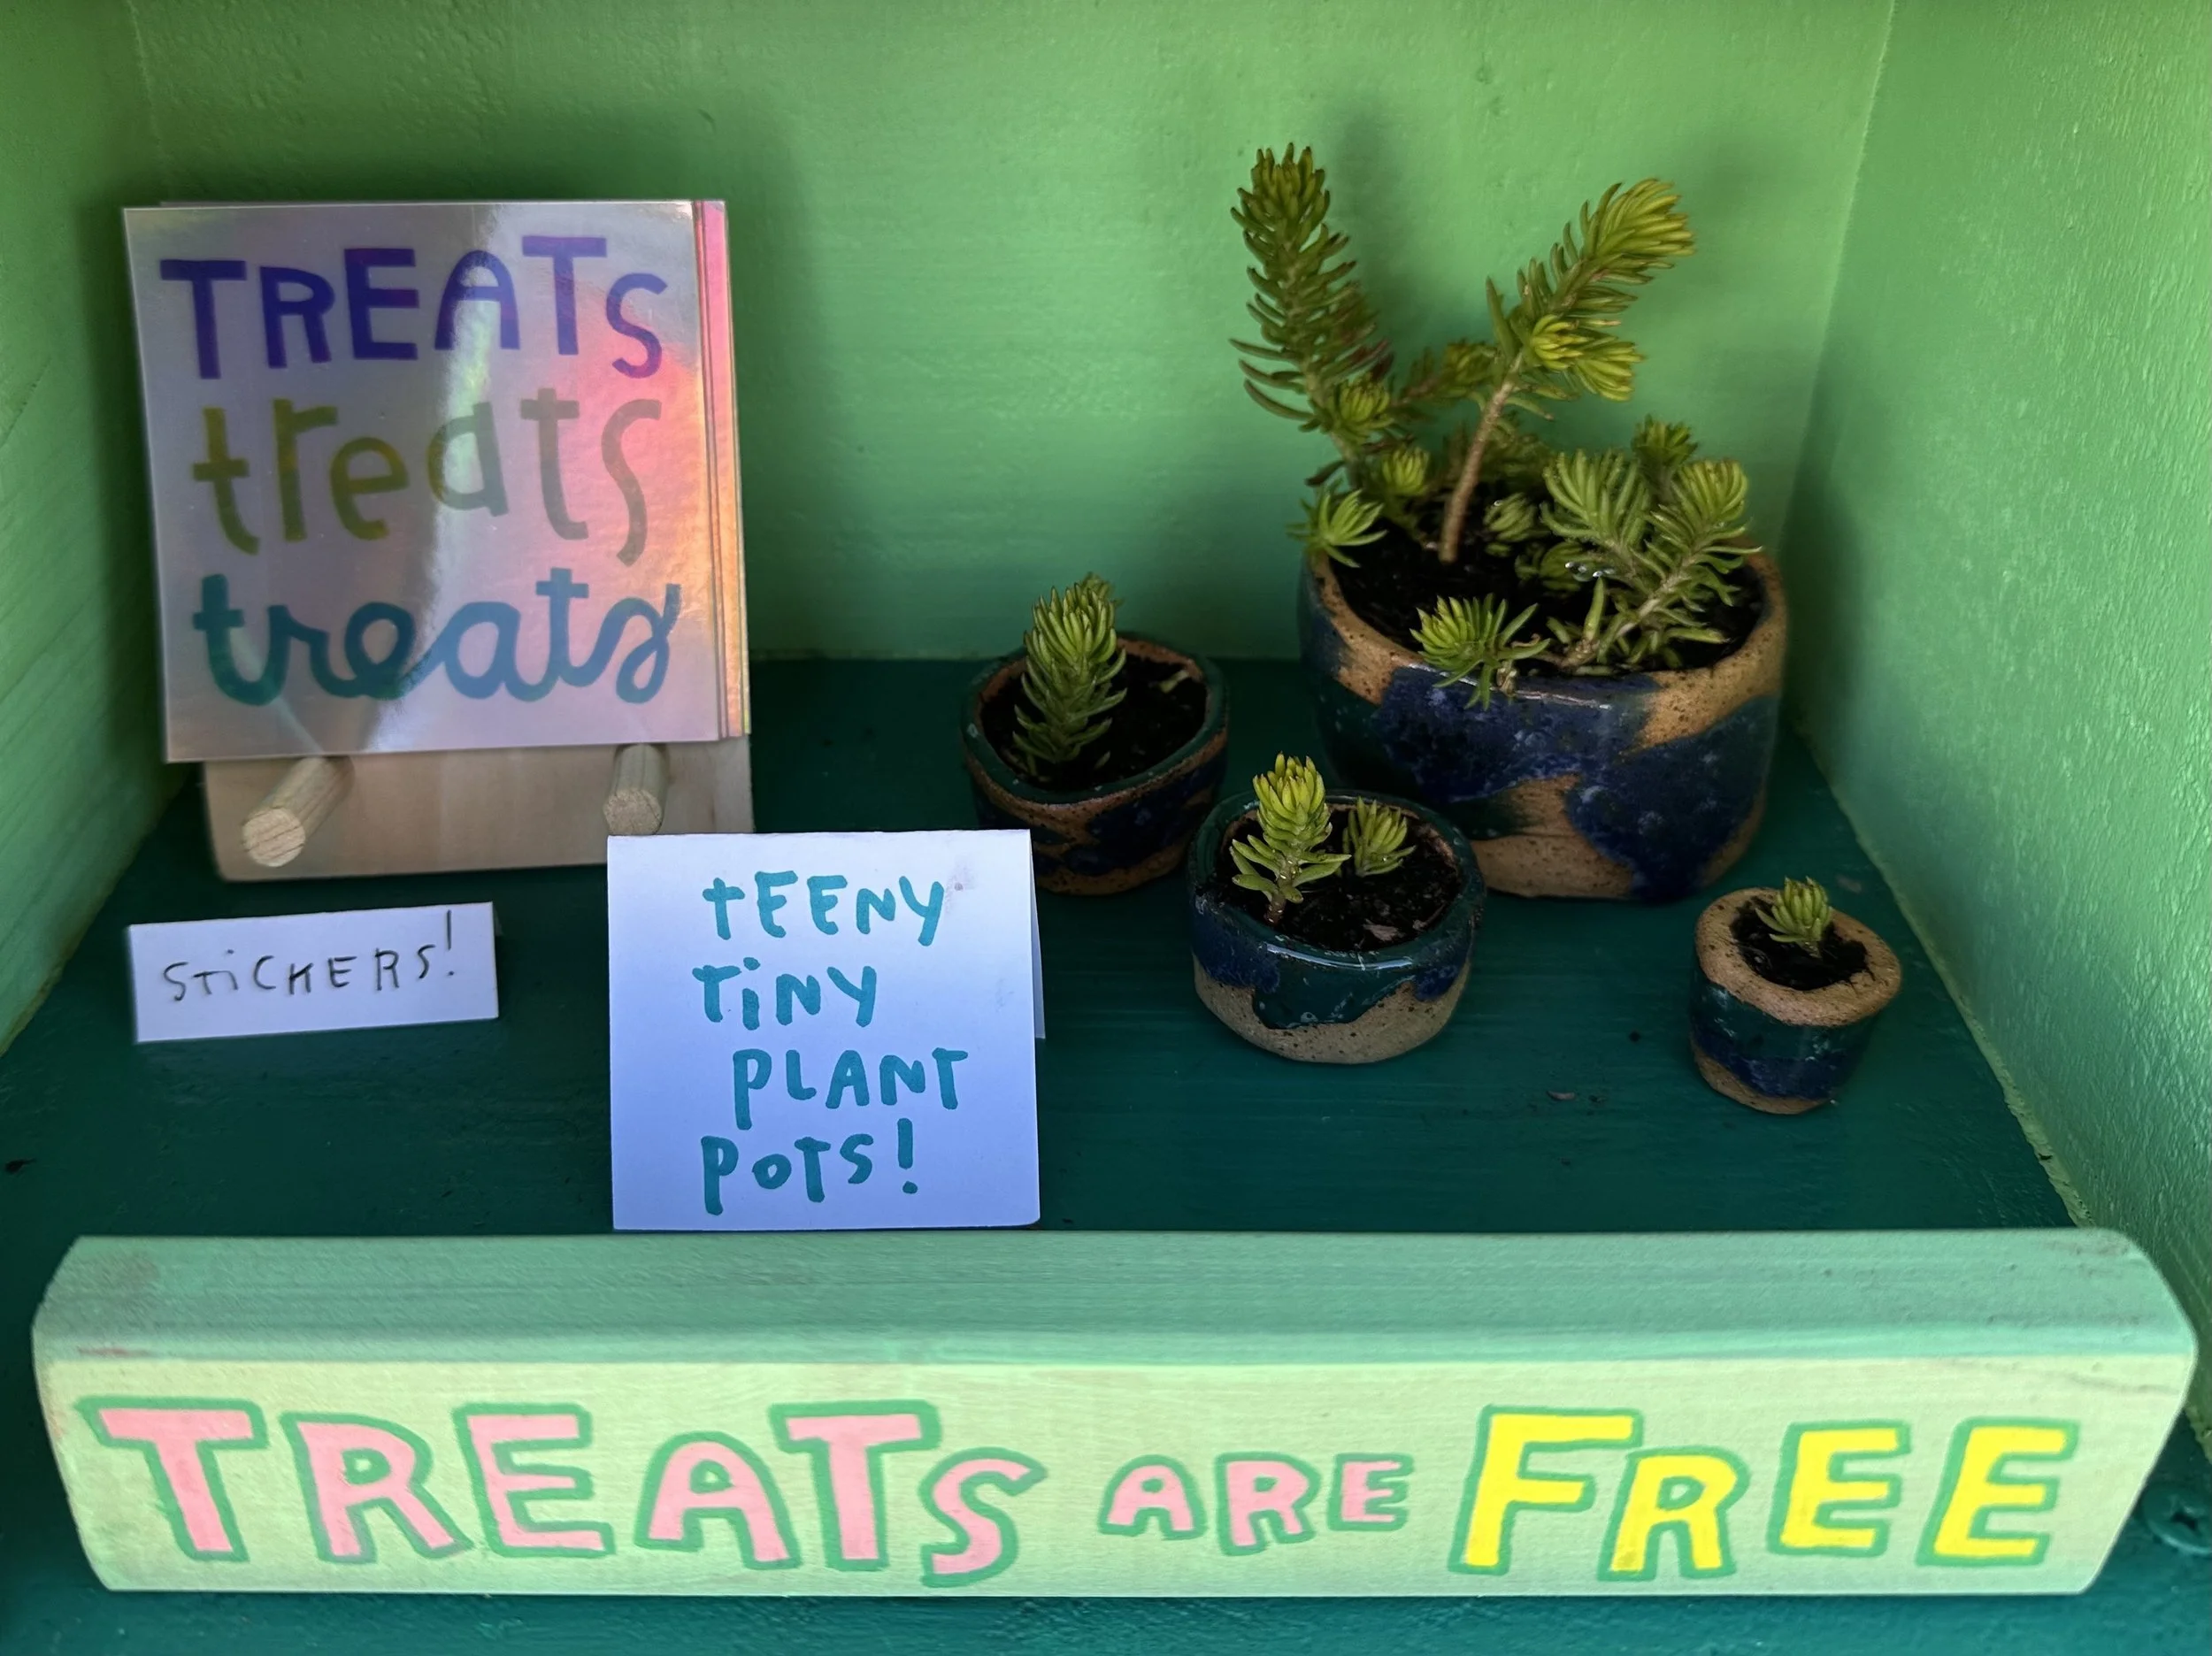 TREATS
treats
treats
STiCKERS!
tEENY
TiNY
PLANT
POTS!
TREATS ARE FREE